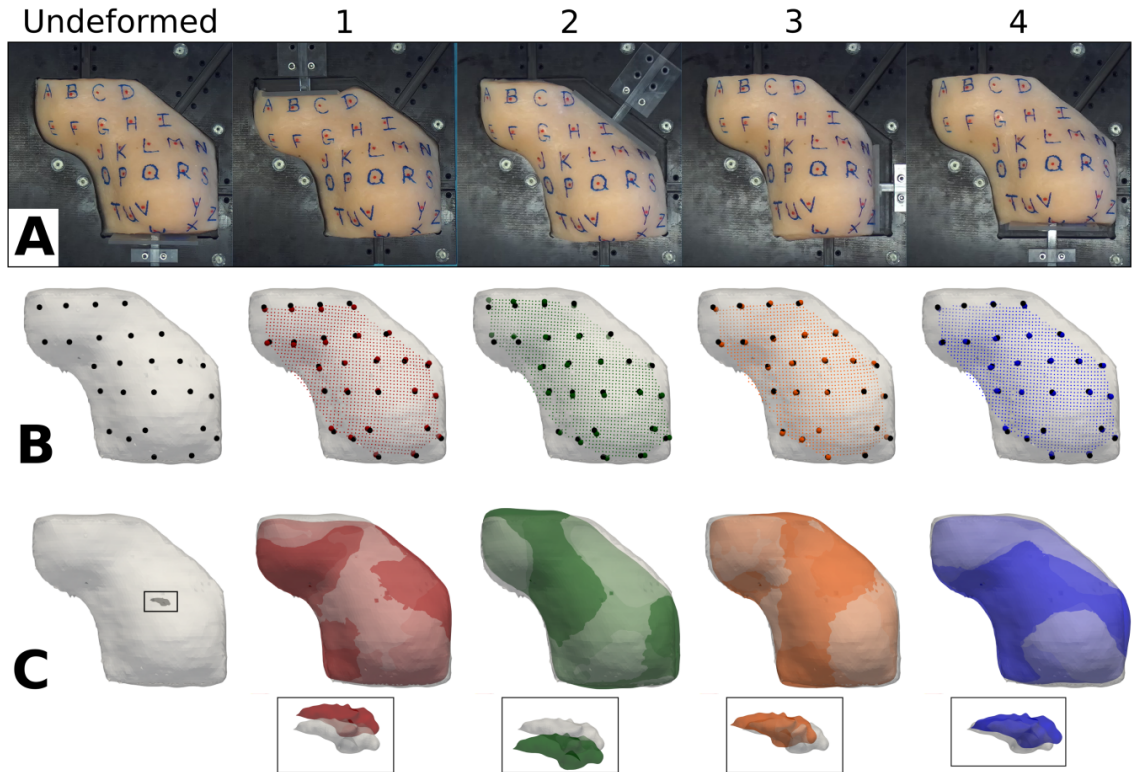 Undeformed 1 2 3 4
A B C D
E F G H I
J K L M N
O P Q R S
T U V Y Z
W X
A B C D
E F G H I
J K L M N
O P Q R S
T U V Y Z
W X
A B C D
E F G H I
J K L M N
O P Q R S
T U V Y Z
W X
A B C D
E F G H I
J K L M N
O P Q R S
T U V Y Z
W X
A B C D
E F G H I
J K L M N
O P Q R S
T U V Y Z
W X
A
B
C